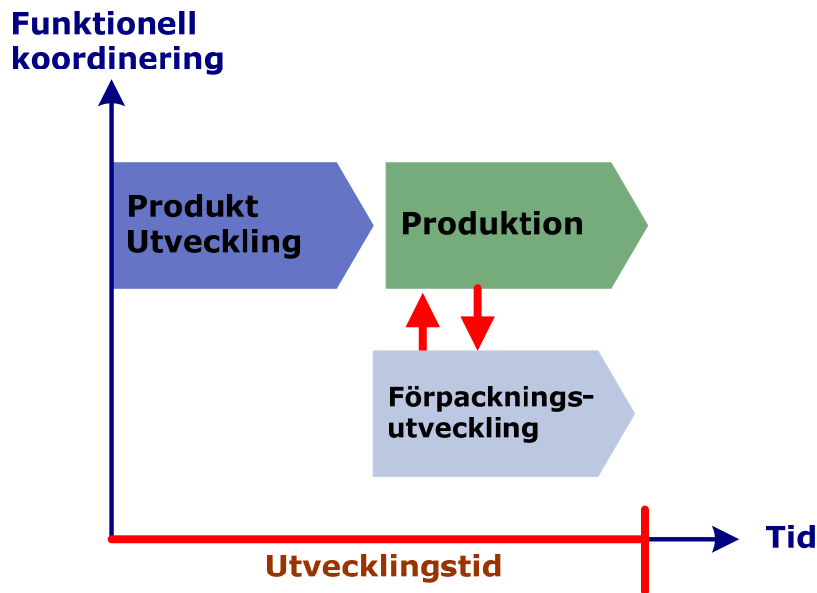 Funktionell
koordinering
Produkt
Utveckling
Produktion
Förpacknings-
utveckling
Tid
Utvecklingstid